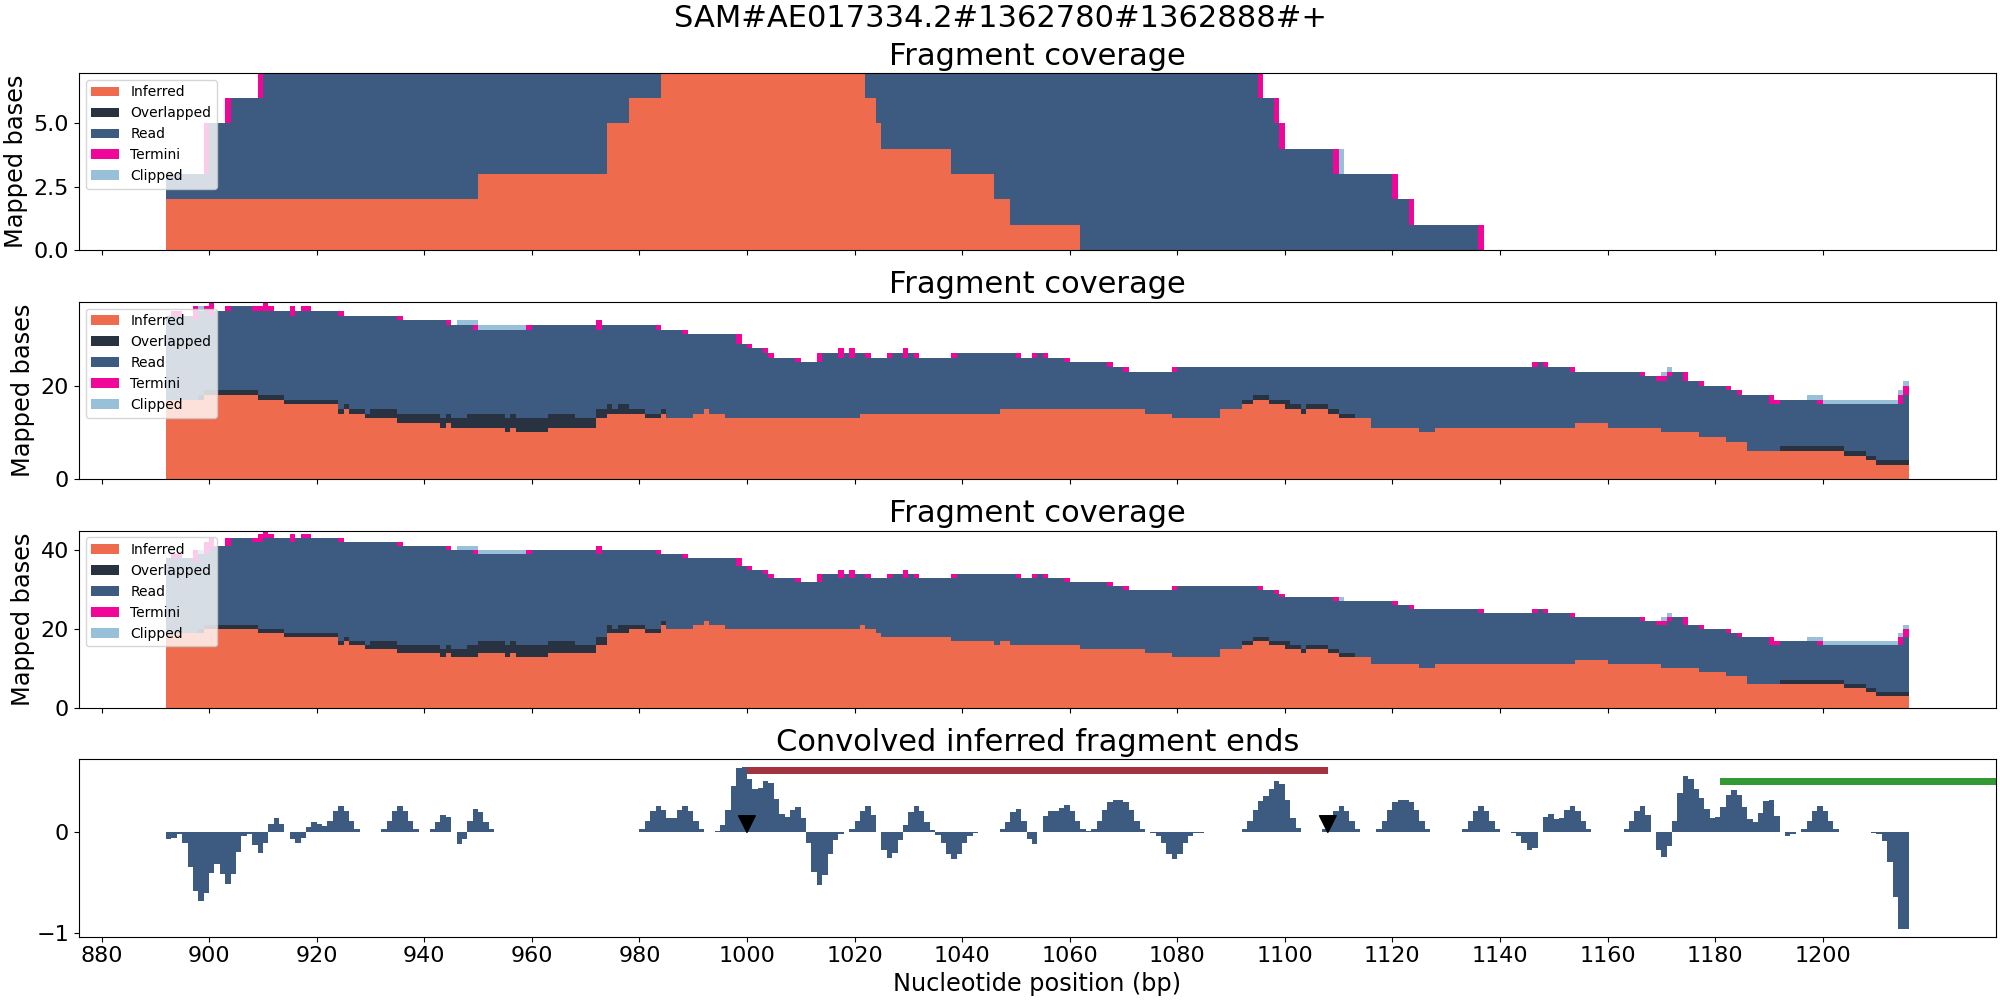 SAM#AE017334.2#1362780#1362888#+
Fragment coverage
Mapped bases
5.0
2.5
0.0
Inferred
Overlapped
Read
Termini
Clipped
Fragment coverage
Mapped bases
20
0
Inferred
Overlapped
Read
Termini
Clipped
Fragment coverage
Mapped bases
40
20
0
Inferred
Overlapped
Read
Termini
Clipped
Convolved inferred fragment ends
0
−1
880 900 920 940 960 980 1000 1020 1040 1060 1080 1100 1120 1140 1160 1180 1200
Nucleotide position (bp)